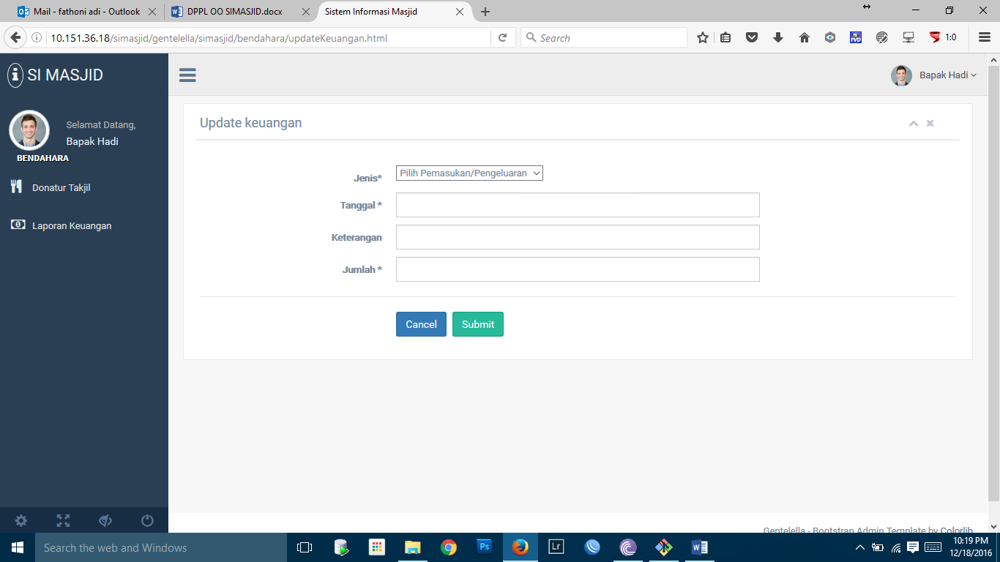 Mail - fathoni adi - Outlook
DPPL OO SIMASJID.docx
Sistem Informasi Masjid
10.151.36.18/simasjid/gentelella/simasjid/bendahara/updateKeuangan.html
Search
1:0
SI MASJID
Bapak Hadi
Selamat Datang,
Bapak Hadi
BENDAHARA
Donatur Takjil
Laporan Keuangan
Update keuangan
Jenis*
Pilih Pemasukan/Pengeluaran
Tanggal *
Keterangan
Jumlah *
Cancel
Submit
Gentelella - Bootstrap Admin Template by Colorlib
Search the web and Windows
Ps
Lr
10:19 PM
12/18/2016